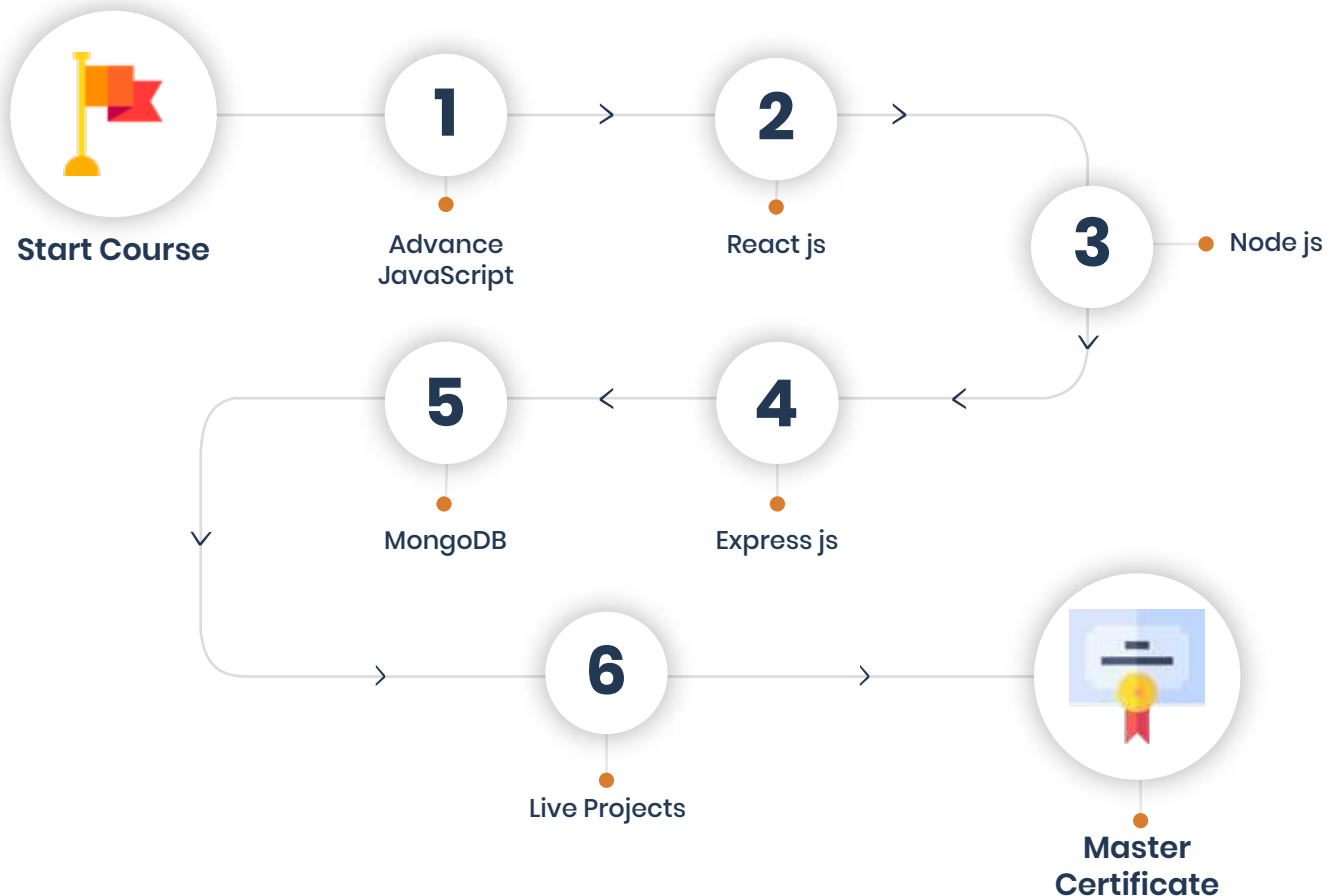 Start Course
1
Advance
JavaScript
2
React js
3
Node js
4
Express js
5
MongoDB
6
Live Projects
Master
Certificate